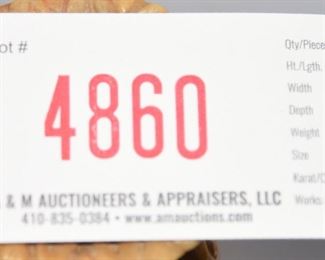 ot #
4860
& M AUCTIONEERS & APPRAISERS, LLC
410-835-0384 • www.amauctions.com
Qty/Piece
Ht./Lgth.
Width
Depth
Weight
Size
Karat/C
Works: